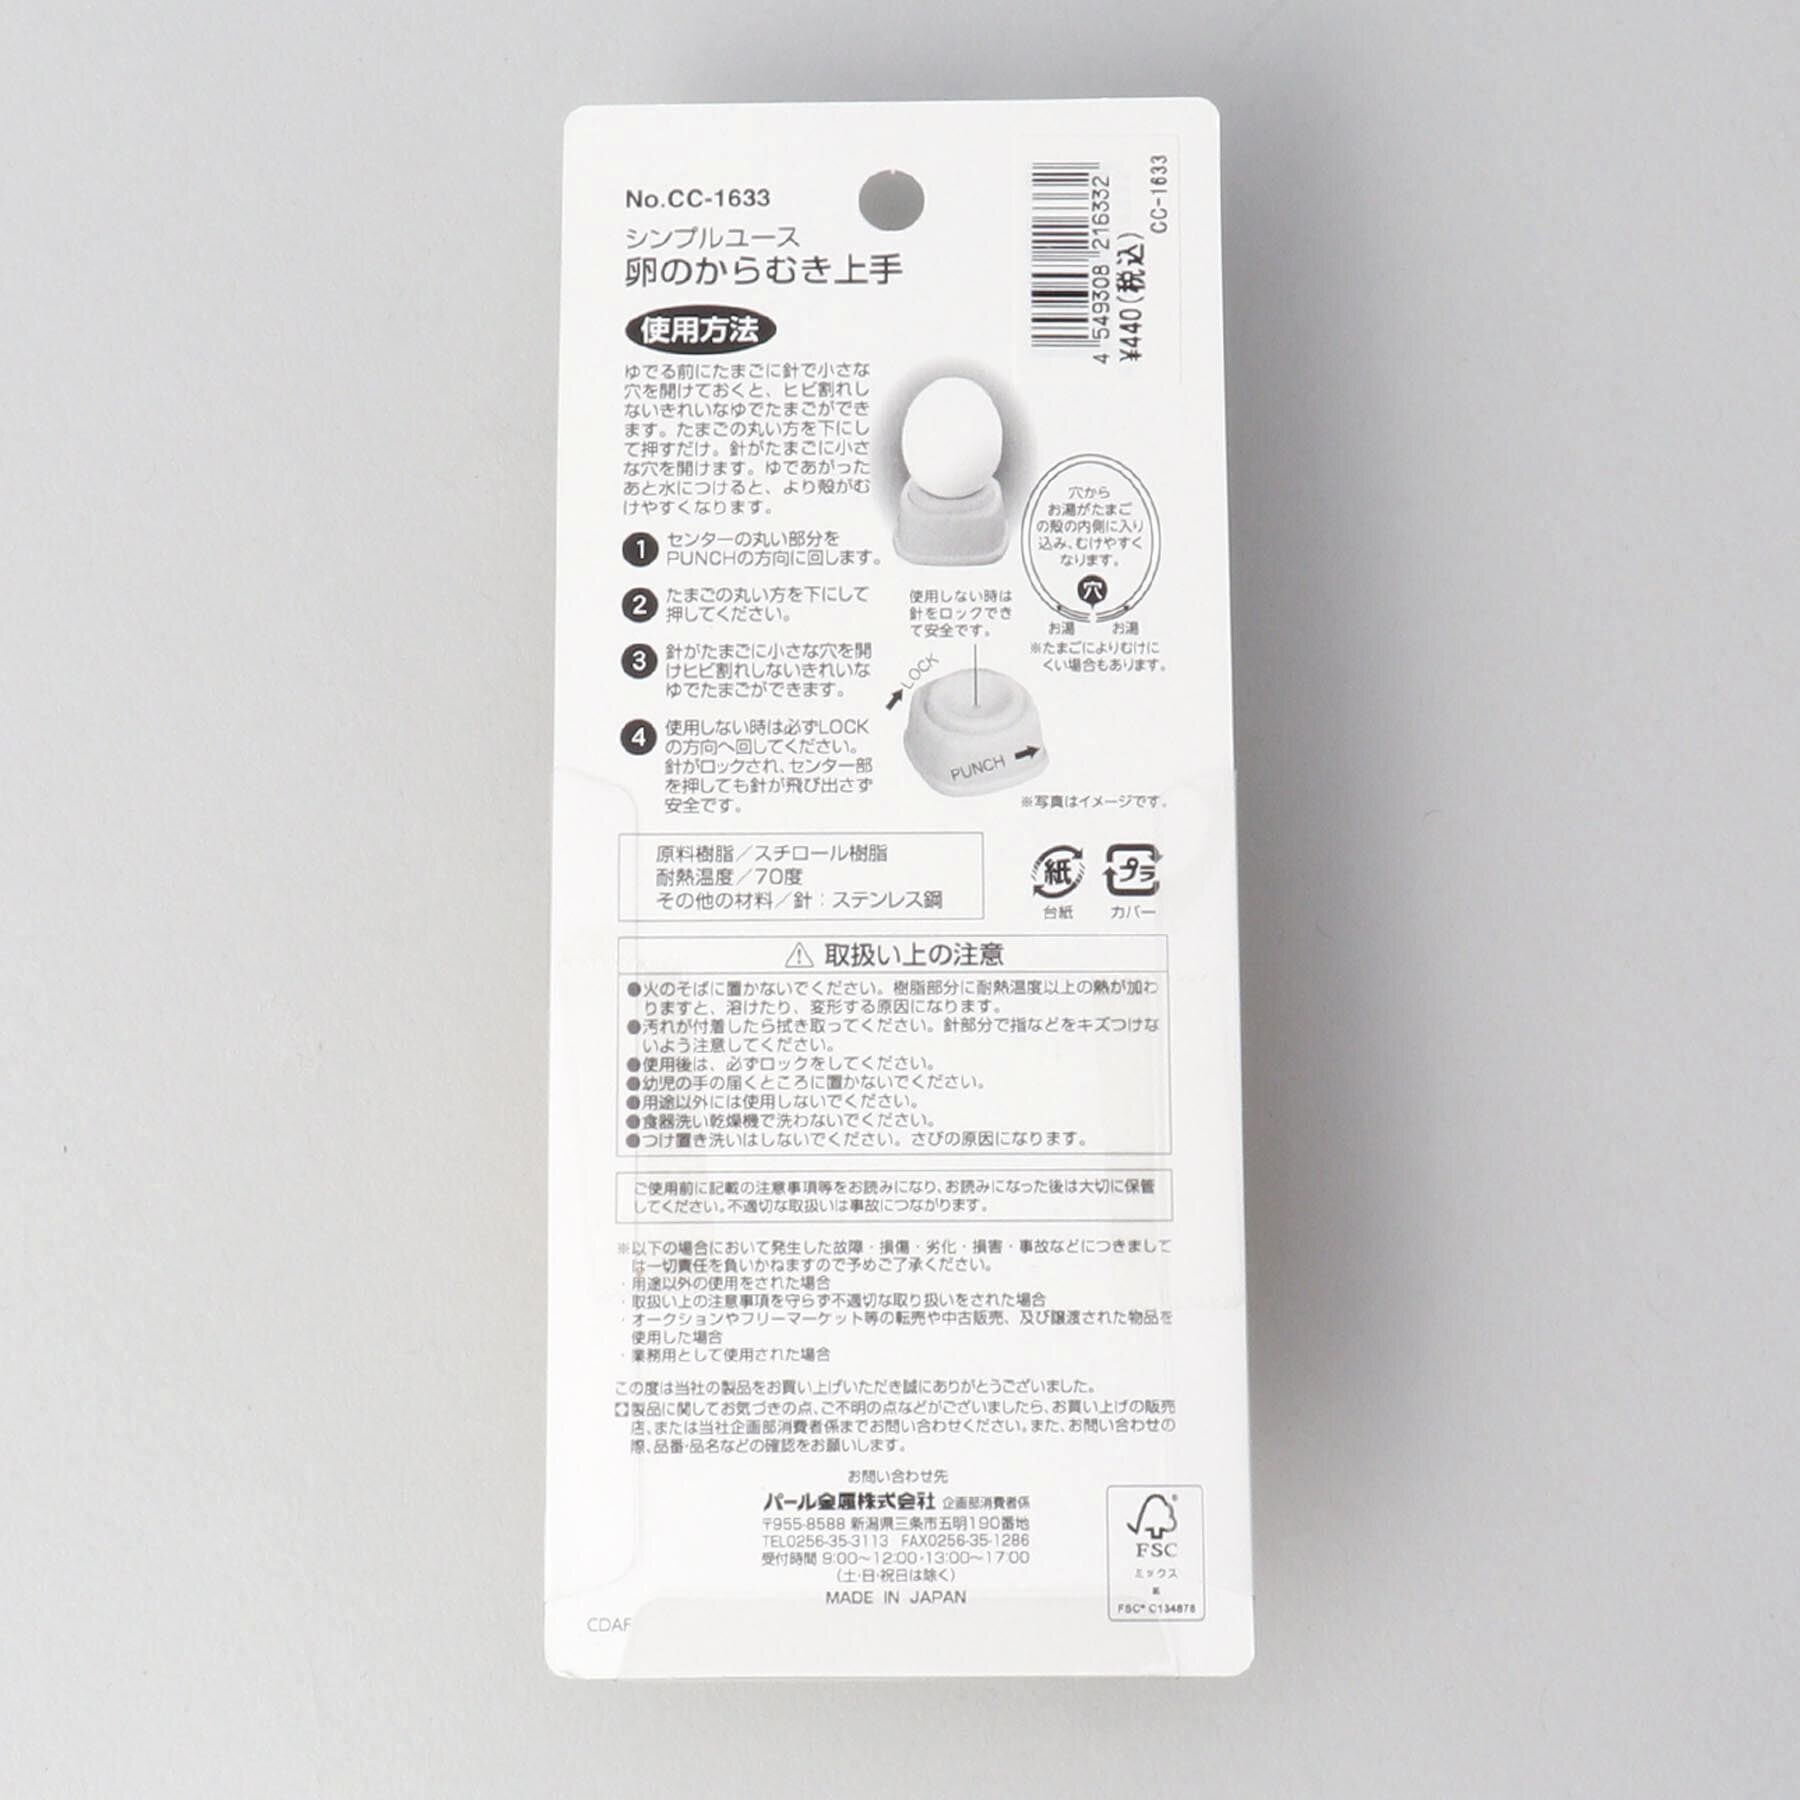 No.CC-1633
シンプルユース
卵のからむき上手
4 549308 216332
¥440(税込)
CC-1633
使用方法
ゆでる前にたまごに針で小さな
穴を開けておくと、ヒビ割れし
ないきれいなゆでたまごができ
ます。たまごの丸い方を下にし
て押すだけ。針がたまごに小さ
な穴を開けます。ゆであがった
あと水につけると、より殻がむ
けやすくなります。
1 センターの丸い部分を
PUNCHの方向に回します。
2 たまごの丸い方を下にして
押してください。
3 針がたまごに小さな穴を開
けヒビ割れしないきれいな
ゆでたまごができます。
4 使用しない時は必ずLOCK
の方向へ回してください。
針がロックされ、センター部
を押しても針が飛び出さず
安全です。
穴から
お湯がたまご
の殻の内側に入り
込み、むけやすく
なります。
穴
お湯 お湯
※たまごによりむけに
くい場合もあります。
使用しない時は
針をロックでき
て安全です。
LOCK
PUNCH
※写真はイメージです。
原料樹脂／スチロール樹脂
耐熱温度／70度
その他の材料／針：ステンレス鋼
紙 プラ
台紙 カバー
⚠ 取扱い上の注意
●火のそばに置かないでください。樹脂部分に耐熱温度以上の熱が加わ
りますと、溶けたり、変形する原因になります。
●汚れが付着したら拭き取ってください。針部分で指などをキズつけな
いよう注意してください。
●使用後は、必ずロックをしてください。
●幼児の手の届くところに置かないでください。
●用途以外には使用しないでください。
●食器洗い乾燥機で洗わないでください。
●つけ置き洗いはしないでください。さびの原因になります。
ご使用前に記載の注意事項等をお読みになり、お読みになった後は大切に保管
してください。不適切な取扱いは事故につながります。
※以下の場合において発生した故障・損傷・劣化・損害・事故などにつきまして
は一切責任を負いかねますので予めご了承ください。
・用途以外の使用をされた場合
・取扱い上の注意事項を守らず不適切な取り扱いをされた場合
・オークションやフリーマーケット等の転売や中古販売、及び譲渡された物品を
使用した場合
・業務用として使用された場合
この度は当社の製品をお買い上げいただき誠にありがとうございました。
製品に関してお気づきの点、ご不明の点などがございましたら、お買い上げの販売
店、または当社企画部消費者係までお問い合わせください。また、お問い合わせの
際、品番・品名などの確認をお願いします。
お問い合わせ先
パール金属株式会社 企画部消費者係
〒955-8588 新潟県三条市五明190番地
TEL0256-35-3113 FAX0256-35-1286
受付時間 9:00～12:00・13:00～17:00
(土・日・祝日は除く)
MADE IN JAPAN
FSC
ミックス
紙
FSC® C134878
CDAF